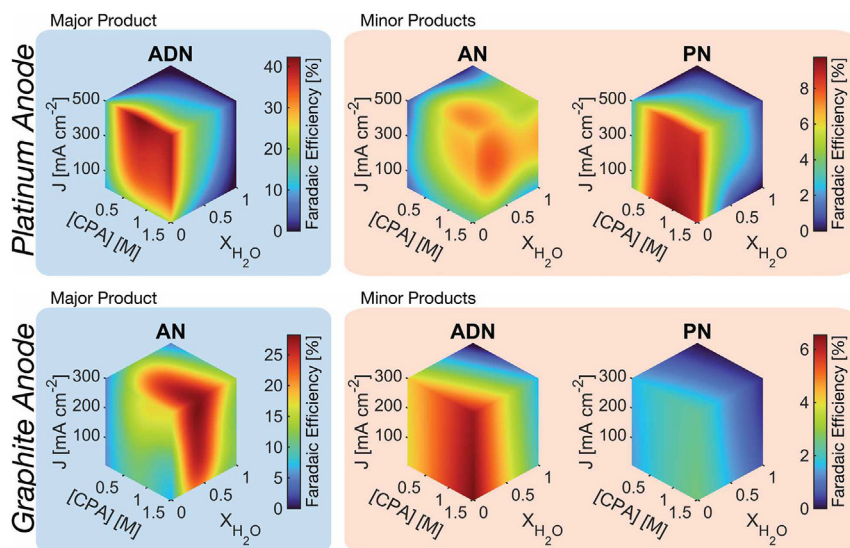 Platinum Anode
Major Product
ADN
J [mA cm-2]
500
300
100
0.5
1
1.5
[CPA] [M]
0
0.5
1
XH2O
40
30
20
10
0
Faradaic Efficiency [%]
Minor Products
AN
J [mA cm-2]
500
300
100
0.5
1
1.5
[CPA] [M]
0
0.5
1
XH2O
PN
J [mA cm-2]
500
300
100
0.5
1
1.5
[CPA] [M]
0
0.5
1
XH2O
8
6
4
2
0
Faradaic Efficiency [%]
Graphite Anode
Major Product
AN
J [mA cm-2]
300
200
100
0.5
1
1.5
[CPA] [M]
0
0.5
1
XH2O
25
20
15
10
5
0
Faradaic Efficiency [%]
Minor Products
ADN
J [mA cm-2]
300
200
100
0.5
1
1.5
[CPA] [M]
0
0.5
1
XH2O
PN
J [mA cm-2]
300
200
100
0.5
1
1.5
[CPA] [M]
0
0.5
1
XH2O
6
4
2
0
Faradaic Efficiency [%]